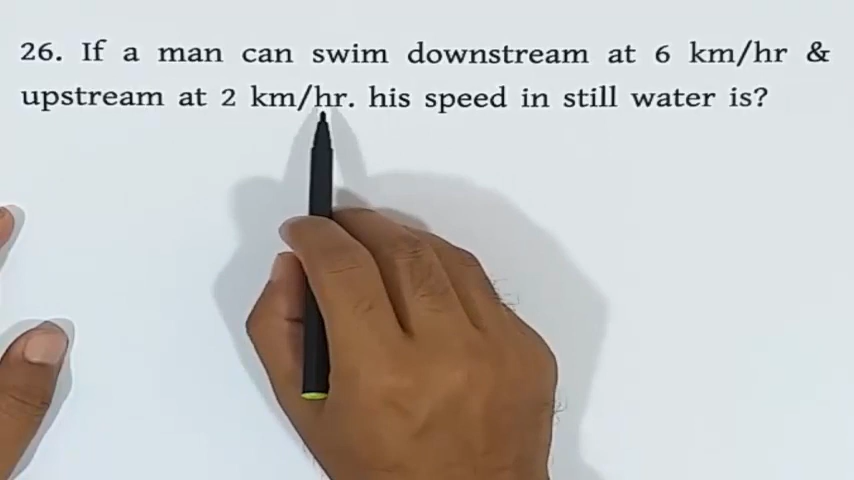 26. If a man can swim downstream at 6 km/hr &
upstream at 2 km/hr. his speed in still water is?